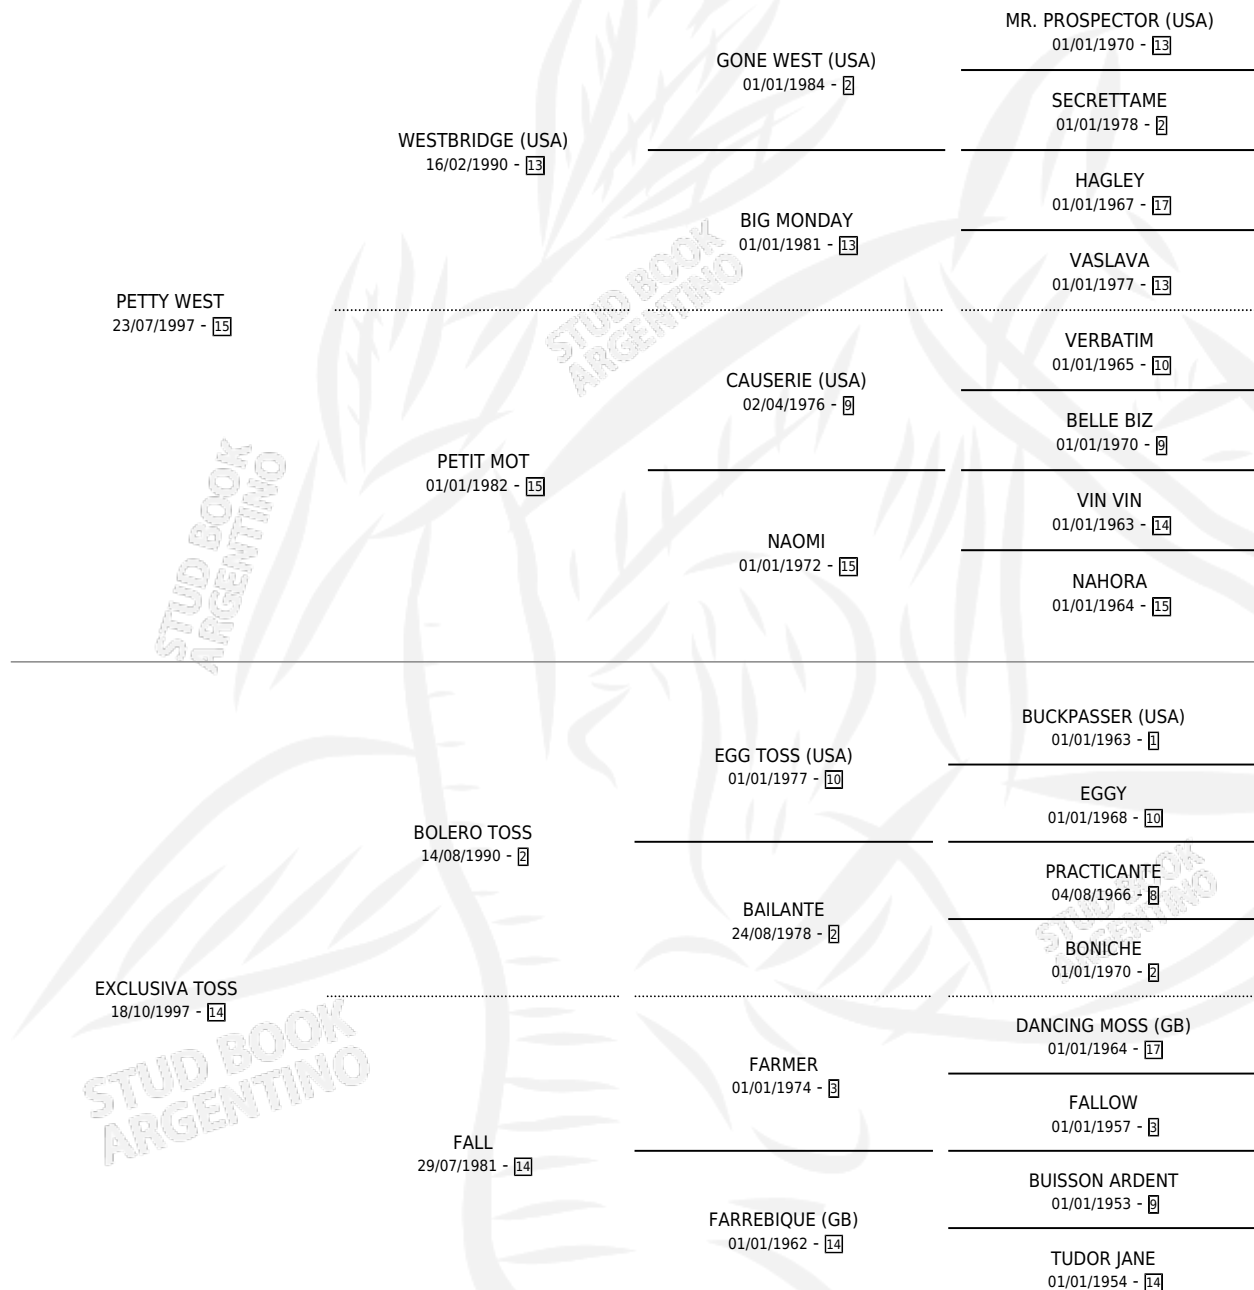 MR. PROSPECTOR (USA)
01/01/1970 - 13
GONE WEST (USA)
01/01/1984 - 2
SECRETTAME
01/01/1978 - 2
WESTBRIDGE (USA)
16/02/1990 - 13
HAGLEY
01/01/1967 - 17
BIG MONDAY
01/01/1981 - 13
VASLAVA
01/01/1977 - 13
PETTY WEST
23/07/1997 - 15
STUD BOOK
ARGENTINO
VERBATIM
01/01/1965 - 10
CAUSERIE (USA)
02/04/1976 - 9
BELLE BIZ
01/01/1970 - 9
PETIT MOT
01/01/1982 - 15
VIN VIN
01/01/1963 - 14
NAOMI
01/01/1972 - 15
NAHORA
01/01/1964 - 15
STUD BOOK
ARGENTINO
BUCKPASSER (USA)
01/01/1963 - 1
EGG TOSS (USA)
01/01/1977 - 10
EGGY
01/01/1968 - 10
BOLERO TOSS
14/08/1990 - 2
PRACTICANTE
04/08/1966 - 8
BAILANTE
24/08/1978 - 2
STUD BOOK
ARGENTINO
BONICHE
01/01/1970 - 2
EXCLUSIVA TOSS
18/10/1997 - 14
STUD BOOK
ARGENTINO
DANCING MOSS (GB)
01/01/1964 - 17
FARMER
01/01/1974 - 3
FALLOW
01/01/1957 - 3
FALL
29/07/1981 - 14
BUISSON ARDENT
01/01/1953 - 9
FARREBIQUE (GB)
01/01/1962 - 14
TUDOR JANE
01/01/1954 - 14